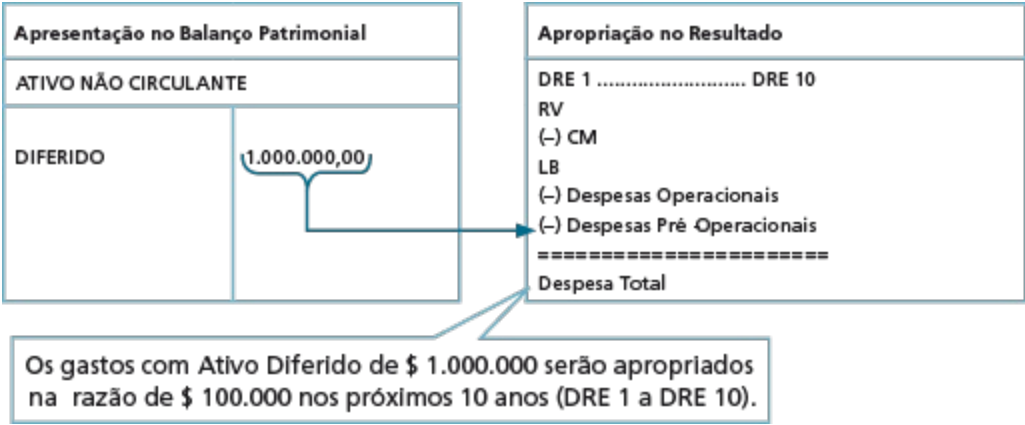 Apresentação no Balanço Patrimonial
ATIVO NÃO CIRCULANTE
DIFERIDO 1.000.000,00
Apropriação no Resultado
DRE 1 .......................... DRE 10
RV
(–) CM
LB
(–) Despesas Operacionais
(–) Despesas Pré-Operacionais
=======================
Despesa Total
Os gastos com Ativo Diferido de $ 1.000.000 serão apropriados
na razão de $ 100.000 nos próximos 10 anos (DRE 1 a DRE 10).